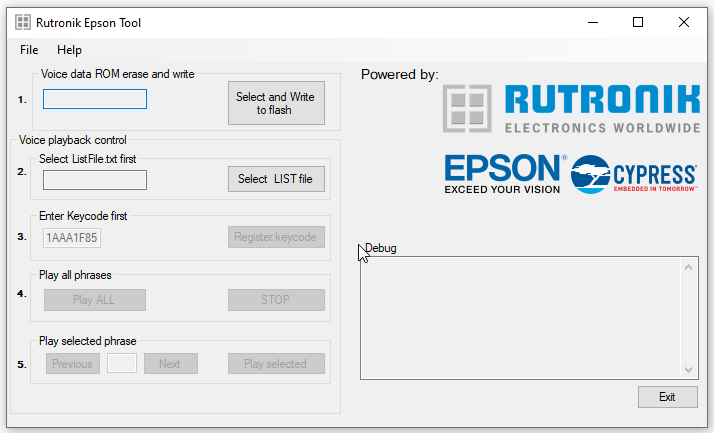 Rutronik Epson Tool
File Help
Voice data ROM erase and write
1.
Select and Write
to flash
Voice playback control
Select ListFile.txt first
2.
Select LIST file
Enter Keycode first
3.
1AAA1F85
Register keycode
Play all phrases
4.
Play ALL
STOP
Play selected phrase
5.
Previous
Next
Play selected
Powered by:
RUTRONIK
ELECTRONICS WORLDWIDE
EPSON®
EXCEED YOUR VISION
CYPRESS®
EMBEDDED IN TOMORROW™
Debug
Exit